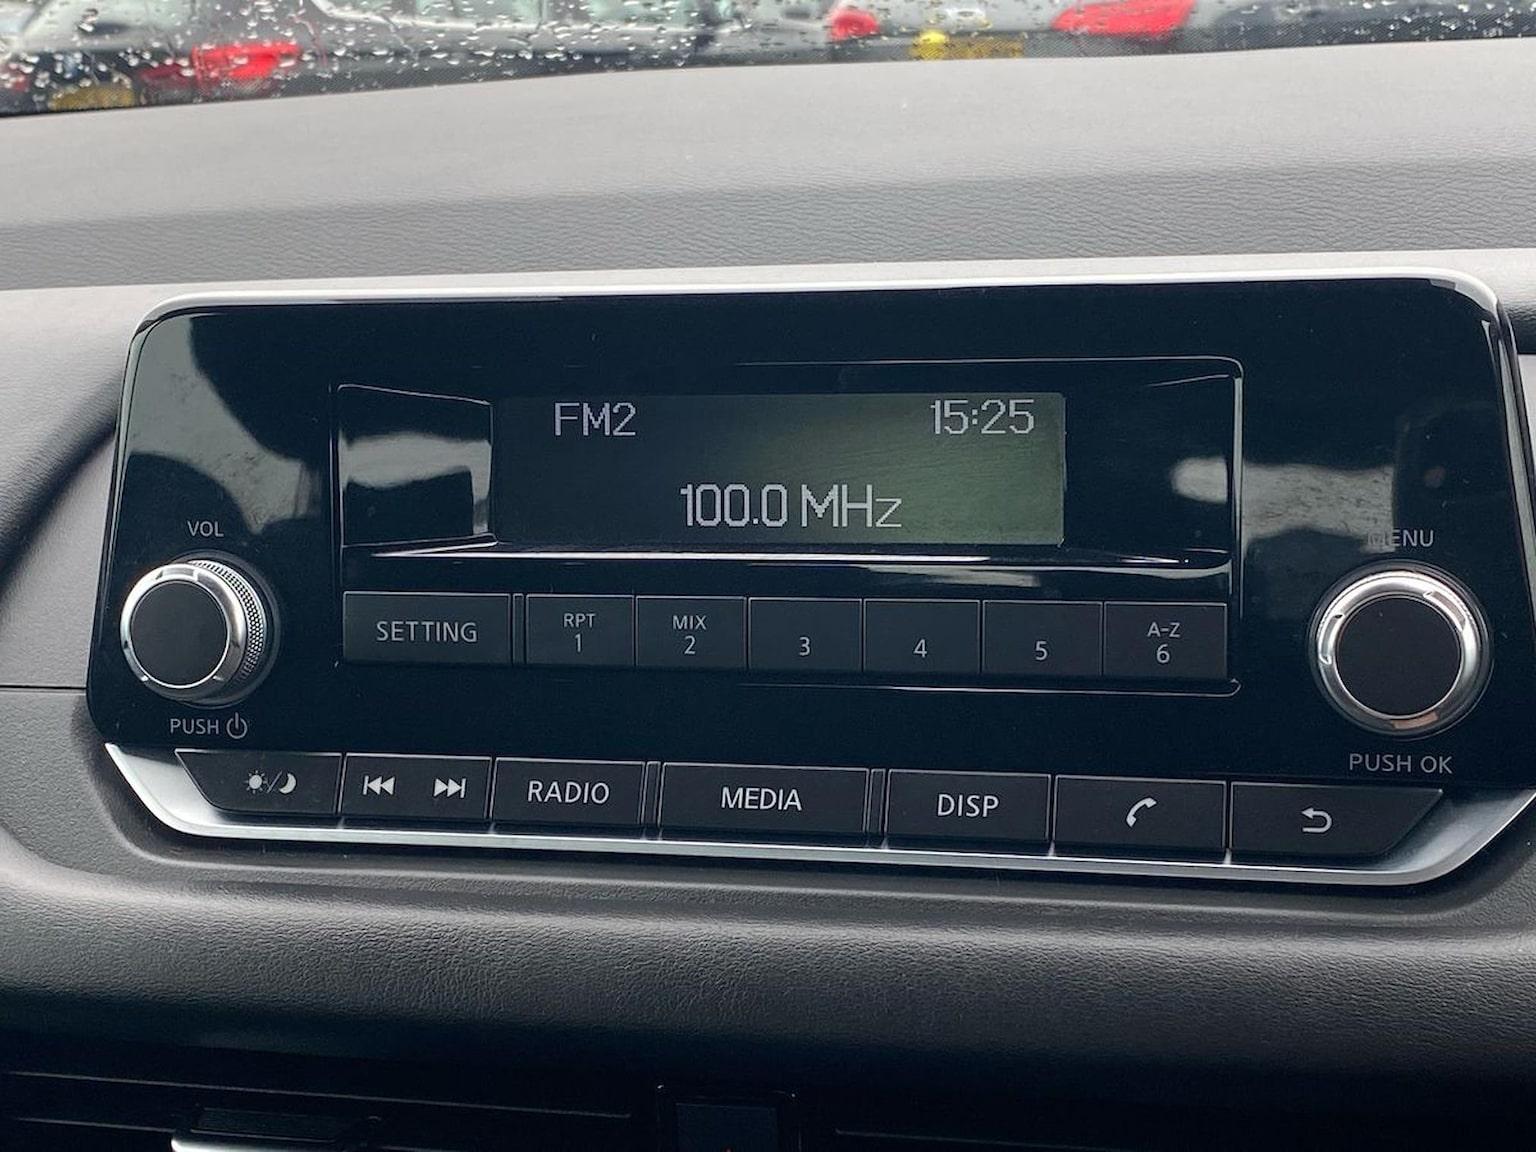 FM2 15:25
100.0 MHz
VOL
MENU
SETTING
RPT
1
MIX
2
3
4
5
A-Z
6
PUSH
PUSH OK
RADIO
MEDIA
DISP